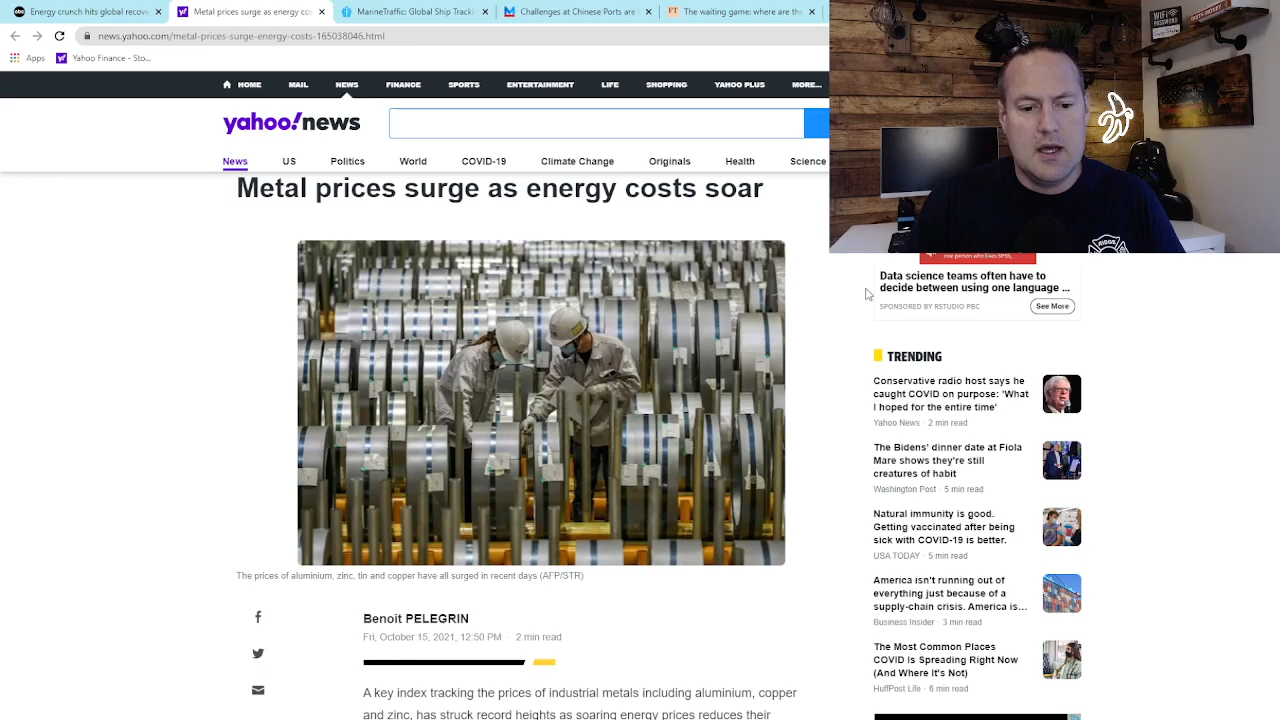 Energy crunch hits global recove
Metal prices surge as energy cos
MarineTraffic: Global Ship Tracki
Challenges at Chinese Ports are
The waiting game: where are the
news.yahoo.com/metal-prices-surge-energy-costs-165038046.html
Apps
Yahoo Finance - Sto...
HOME MAIL NEWS FINANCE SPORTS ENTERTAINMENT LIFE SHOPPING YAHOO PLUS MORE...
yahoo!news
News US Politics World COVID-19 Climate Change Originals Health Science
Metal prices surge as energy costs soar
The prices of aluminium, zinc, tin and copper have all surged in recent days (AFP/STR)
Benoît PELEGRIN
Fri, October 15, 2021, 12:50 PM · 2 min read
A key index tracking the prices of industrial metals including aluminium, copper
and zinc, has struck record heights as soaring energy prices reduces their
WIFI
PASSWORD
TRUTH=MONEY
Data science teams often have to
decide between using one language ...
SPONSORED BY RSTUDIO PBC
See More
TRENDING
Conservative radio host says he
caught COVID on purpose: 'What
I hoped for the entire time'
Yahoo News · 2 min read
The Bidens' dinner date at Fiola
Mare shows they're still
creatures of habit
Washington Post · 5 min read
Natural immunity is good.
Getting vaccinated after being
sick with COVID-19 is better.
USA TODAY · 5 min read
America isn't running out of
everything just because of a
supply-chain crisis. America is...
Business Insider · 3 min read
The Most Common Places
COVID Is Spreading Right Now
(And Where It's Not)
HuffPost Life · 6 min read